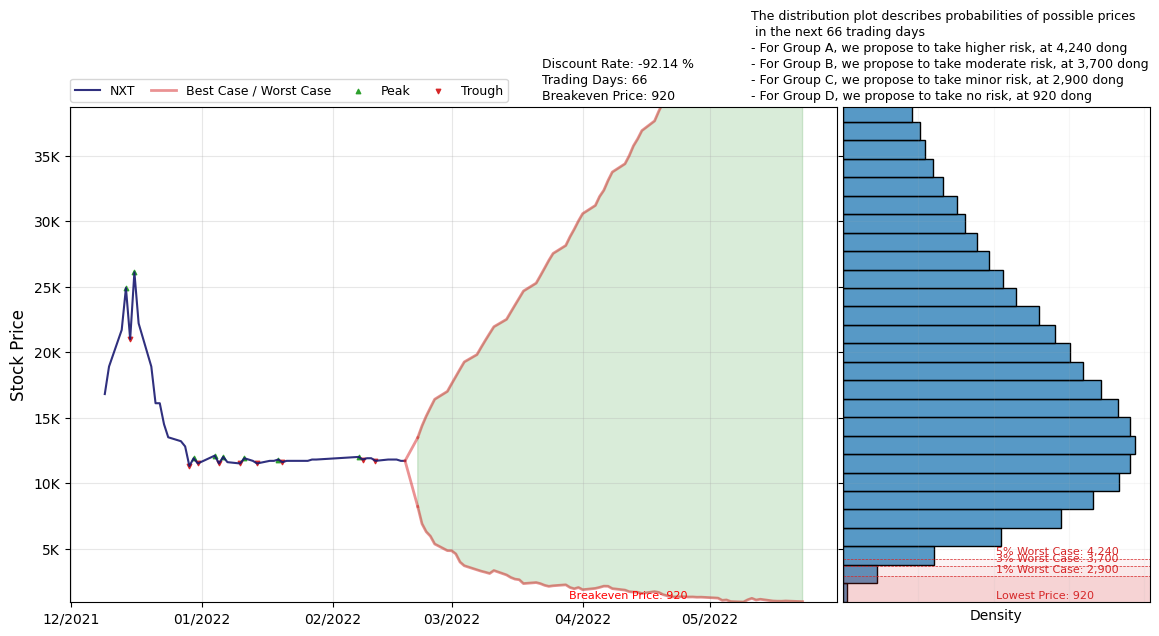 The distribution plot describes probabilities of possible prices
in the next 66 trading days
- For Group A, we propose to take higher risk, at 4,240 dong
- For Group B, we propose to take moderate risk, at 3,700 dong
- For Group C, we propose to take minor risk, at 2,900 dong
- For Group D, we propose to take no risk, at 920 dong
Discount Rate: -92.14 %
Trading Days: 66
Breakeven Price: 920
NXT
Best Case / Worst Case
Peak
Trough
Stock Price
35K
30K
25K
20K
15K
10K
5K
12/2021
01/2022
02/2022
03/2022
04/2022
05/2022
Breakeven Price: 920
5% Worst Case: 4,240
3% Worst Case: 3,700
1% Worst Case: 2,900
Lowest Price: 920
Density